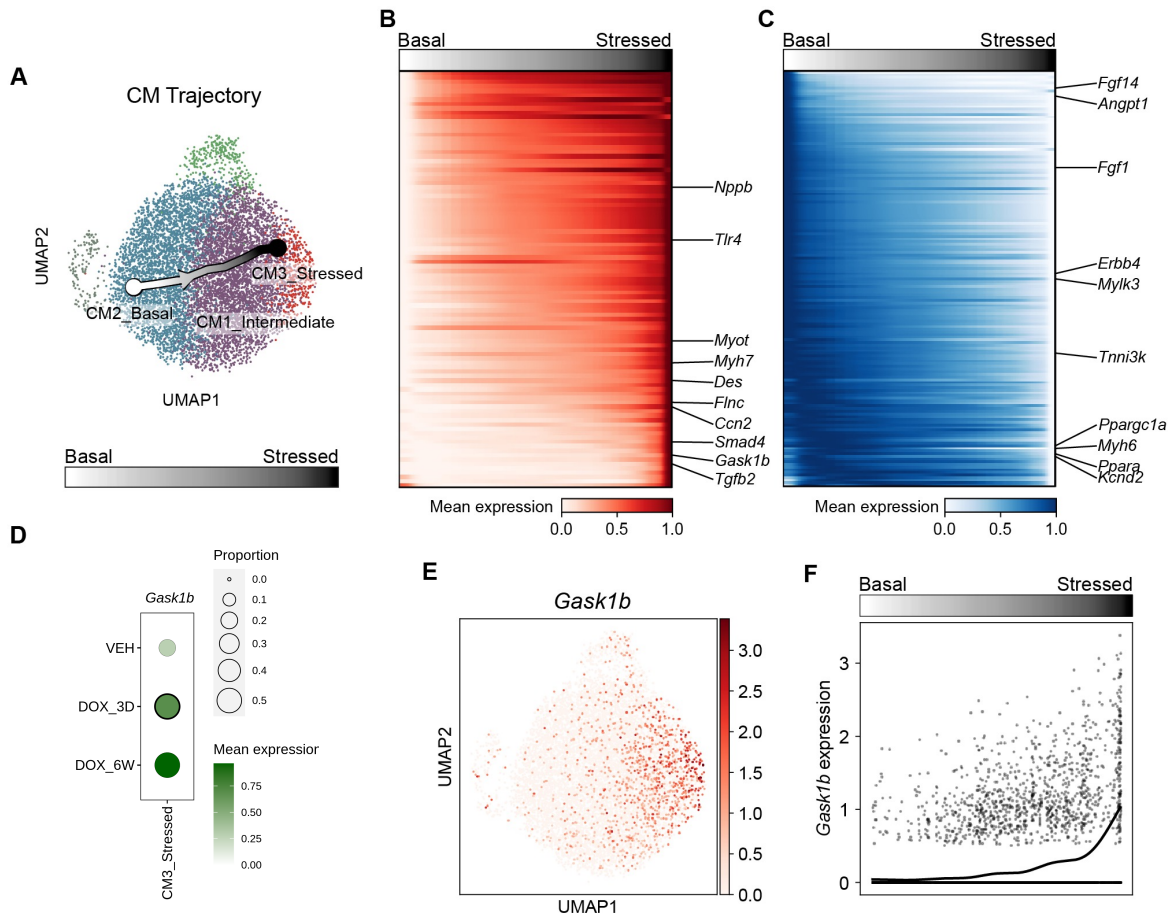 A
CM Trajectory
UMAP2
CM3_Stressed
CM2_Basal
CM1_Intermediate
UMAP1
Basal
Stressed
B
Basal
Stressed
Nppb
Tlr4
Myot
Myh7
Des
Flnc
Ccn2
Smad4
Gask1b
Tgfb2
Mean expression
0.0
0.5
1.0
C
Basal
Stressed
Fgf14
Angpt1
Fgf1
Erbb4
Mylk3
Tnni3k
Ppargc1a
Myh6
Ppara
Kcnd2
Mean expression
0.0
0.5
1.0
D
Gask1b
VEH
DOX_3D
DOX_6W
CM3_Stressed
Proportion
0.0
0.1
0.2
0.3
0.4
0.5
Mean expression
0.75
0.50
0.25
0.00
E
Gask1b
UMAP2
UMAP1
3.0
2.5
2.0
1.5
1.0
0.5
0.0
F
Basal
Stressed
Gask1b expression
3
2
1
0